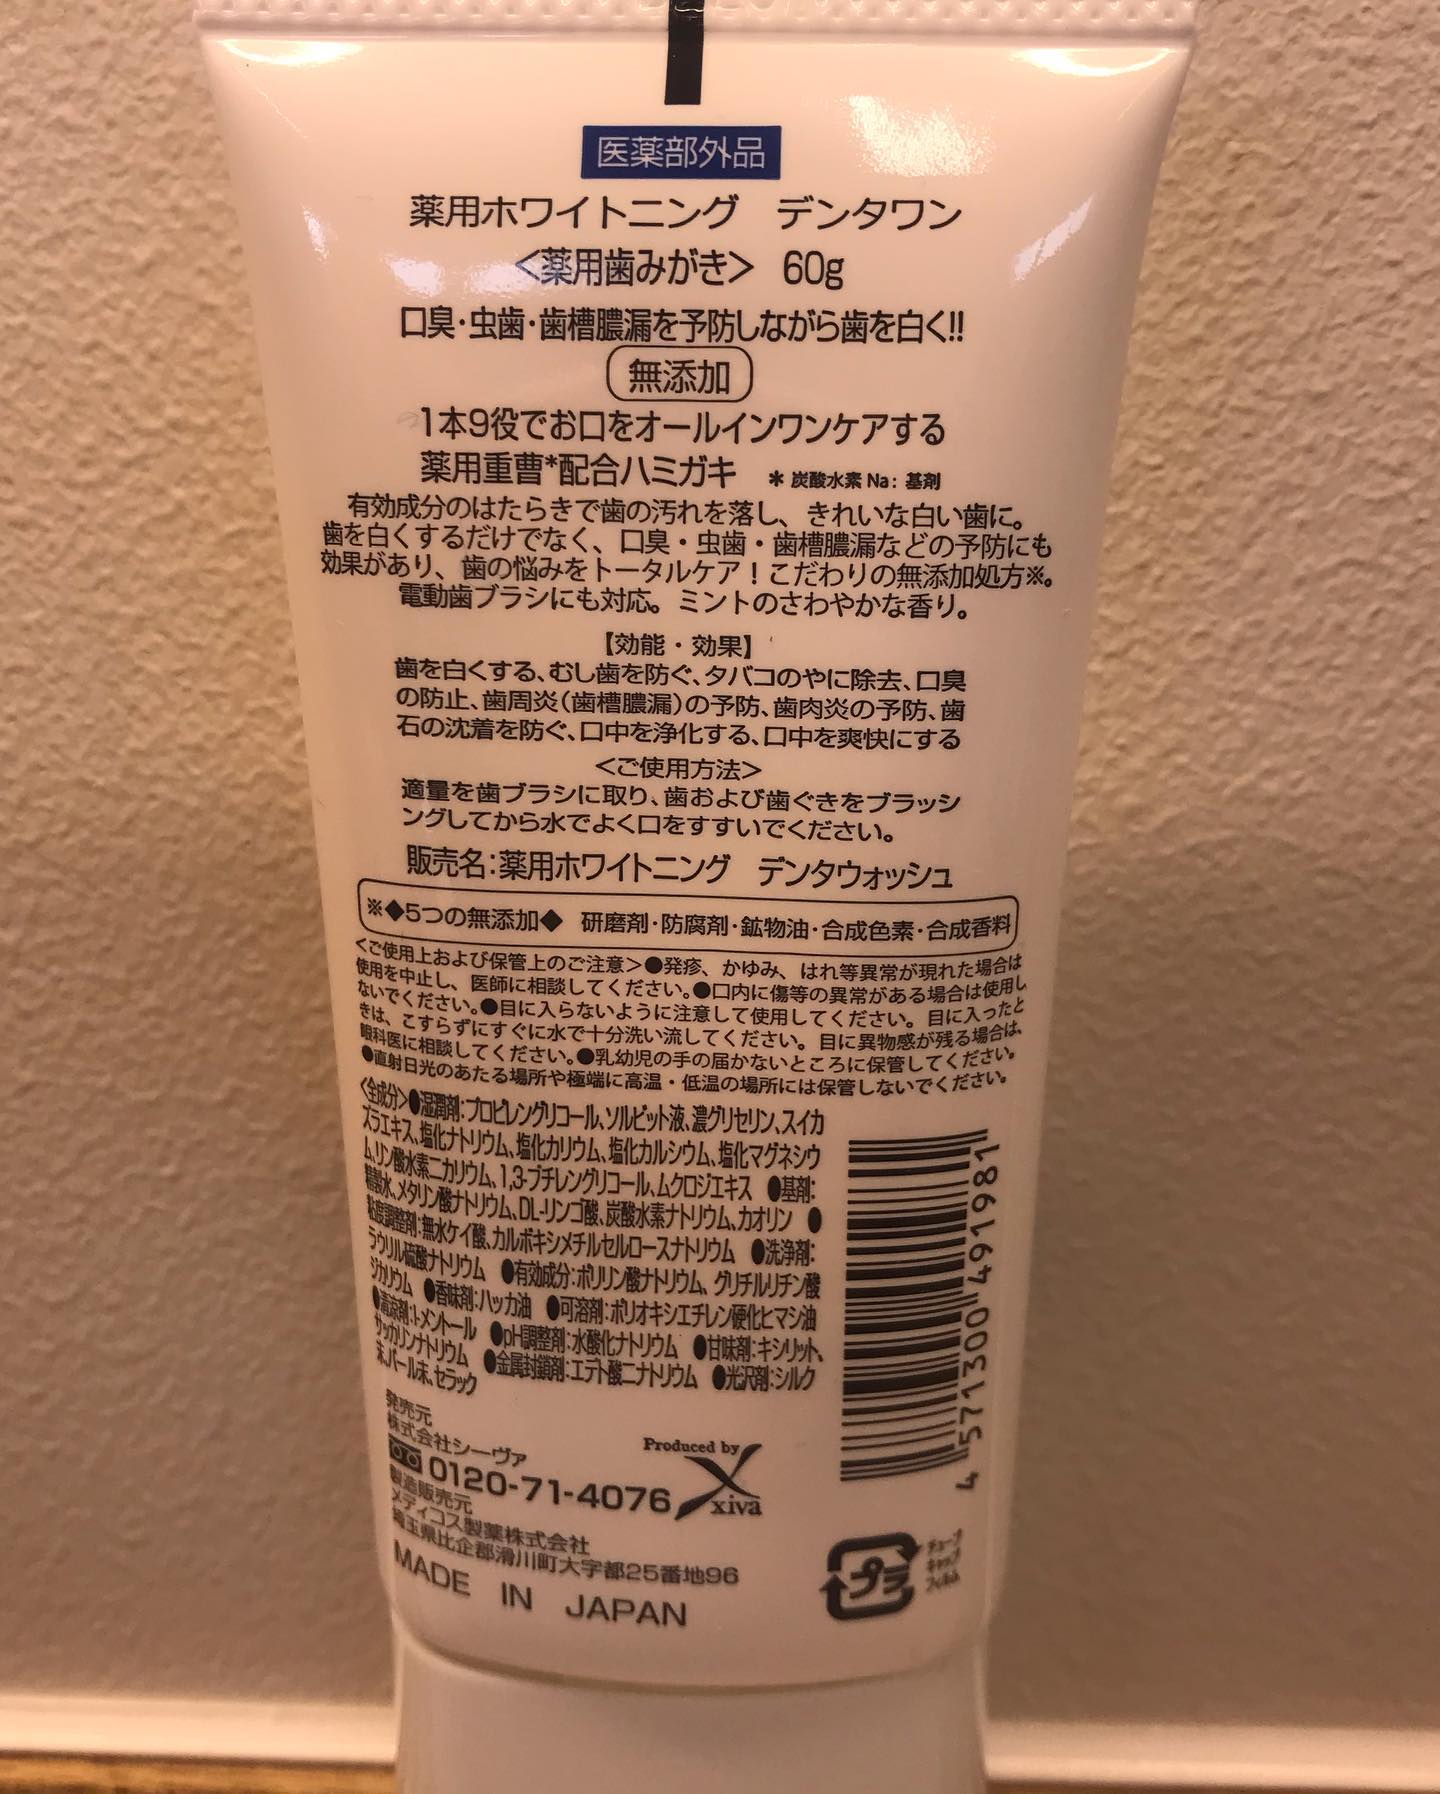 医薬部外品
薬用ホワイトニング デンタワン
<薬用歯みがき> 60g
口臭・虫歯・歯槽膿漏を予防しながら歯を白く!!
無添加
1本9役でお口をオールインワンケアする
薬用重曹*配合ハミガキ *炭酸水素Na:基剤
有効成分のはたらきで歯の汚れを落し、きれいな白い歯に。
歯を白くするだけでなく、口臭・虫歯・歯槽膿漏などの予防にも
効果があり、歯の悩みをトータルケア!こだわりの無添加処方※。
電動歯ブラシにも対応。ミントのさわやかな香り。
【効能・効果】
歯を白くする、むし歯を防ぐ、タバコのやに除去、口臭
の防止、歯周炎(歯槽膿漏)の予防、歯肉炎の予防、歯
石の沈着を防ぐ、口中を浄化する、口中を爽快にする
<ご使用方法>
適量を歯ブラシに取り、歯および歯ぐきをブラッシ
ングしてから水でよく口をすすいでください。
販売名:薬用ホワイトニング デンタウォッシュ
※◆5つの無添加◆ 研磨剤・防腐剤・鉱物油・合成色素・合成香料
<ご使用上および保管上のご注意>●発疹、かゆみ、はれ等異常が現れた場合は
使用を中止し、医師に相談してください。●口内に傷等の異常がある場合は使用し
ないでください。●目に入らないように注意して使用してください。目に入ったと
きは、こすらずにすぐに水で十分洗い流してください。目に異物感が残る場合は、
眼科医に相談してください。●乳幼児の手の届かないところに保管してください。
●直射日光のあたる場所や極端に高温・低温の場所には保管しないでください。
<全成分>●湿潤剤:プロピレングリコール、ソルビット液、濃グリセリン、スイカ
ズラエキス、塩化ナトリウム、塩化カリウム、塩化カルシウム、塩化マグネシウ
ム、リン酸水素二カリウム、1,3-ブチレングリコール、ムクロジエキス ●基剤:
精製水、メタリン酸ナトリウム、DL-リンゴ酸、炭酸水素ナトリウム、カオリン ●
粘度調整剤:無水ケイ酸、カルボキシメチルセルロースナトリウム ●洗浄剤:
ラウリル硫酸ナトリウム ●有効成分:ポリリン酸ナトリウム、グリチルリチン酸
ジカリウム ●香味剤:ハッカ油 ●可溶剤:ポリオキシエチレン硬化ヒマシ油
●清涼剤:l-メントール ●pH調整剤:水酸化ナトリウム ●甘味剤:キシリット、
サッカリンナトリウム ●金属封鎖剤:エデト酸二ナトリウム ●光沢剤:シルク
末、パール末、セラック
発売元
株式会社シーヴァ
0120-71-4076
Produced by
xiva
製造販売元
メディコス製薬株式会社
埼玉県比企郡滑川町大字都25番地96
MADE IN JAPAN
4 571300 491981
プラ
チューブ
キャップ
フィルム